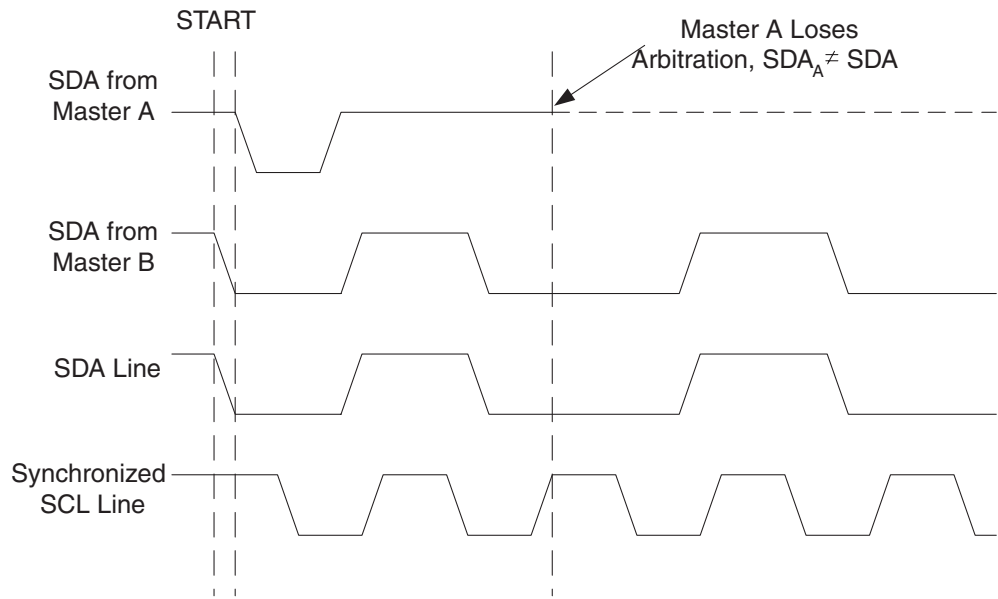 START
Master A Loses
Arbitration, SDA_A ≠ SDA
SDA from
Master A
SDA from
Master B
SDA Line
Synchronized
SCL Line